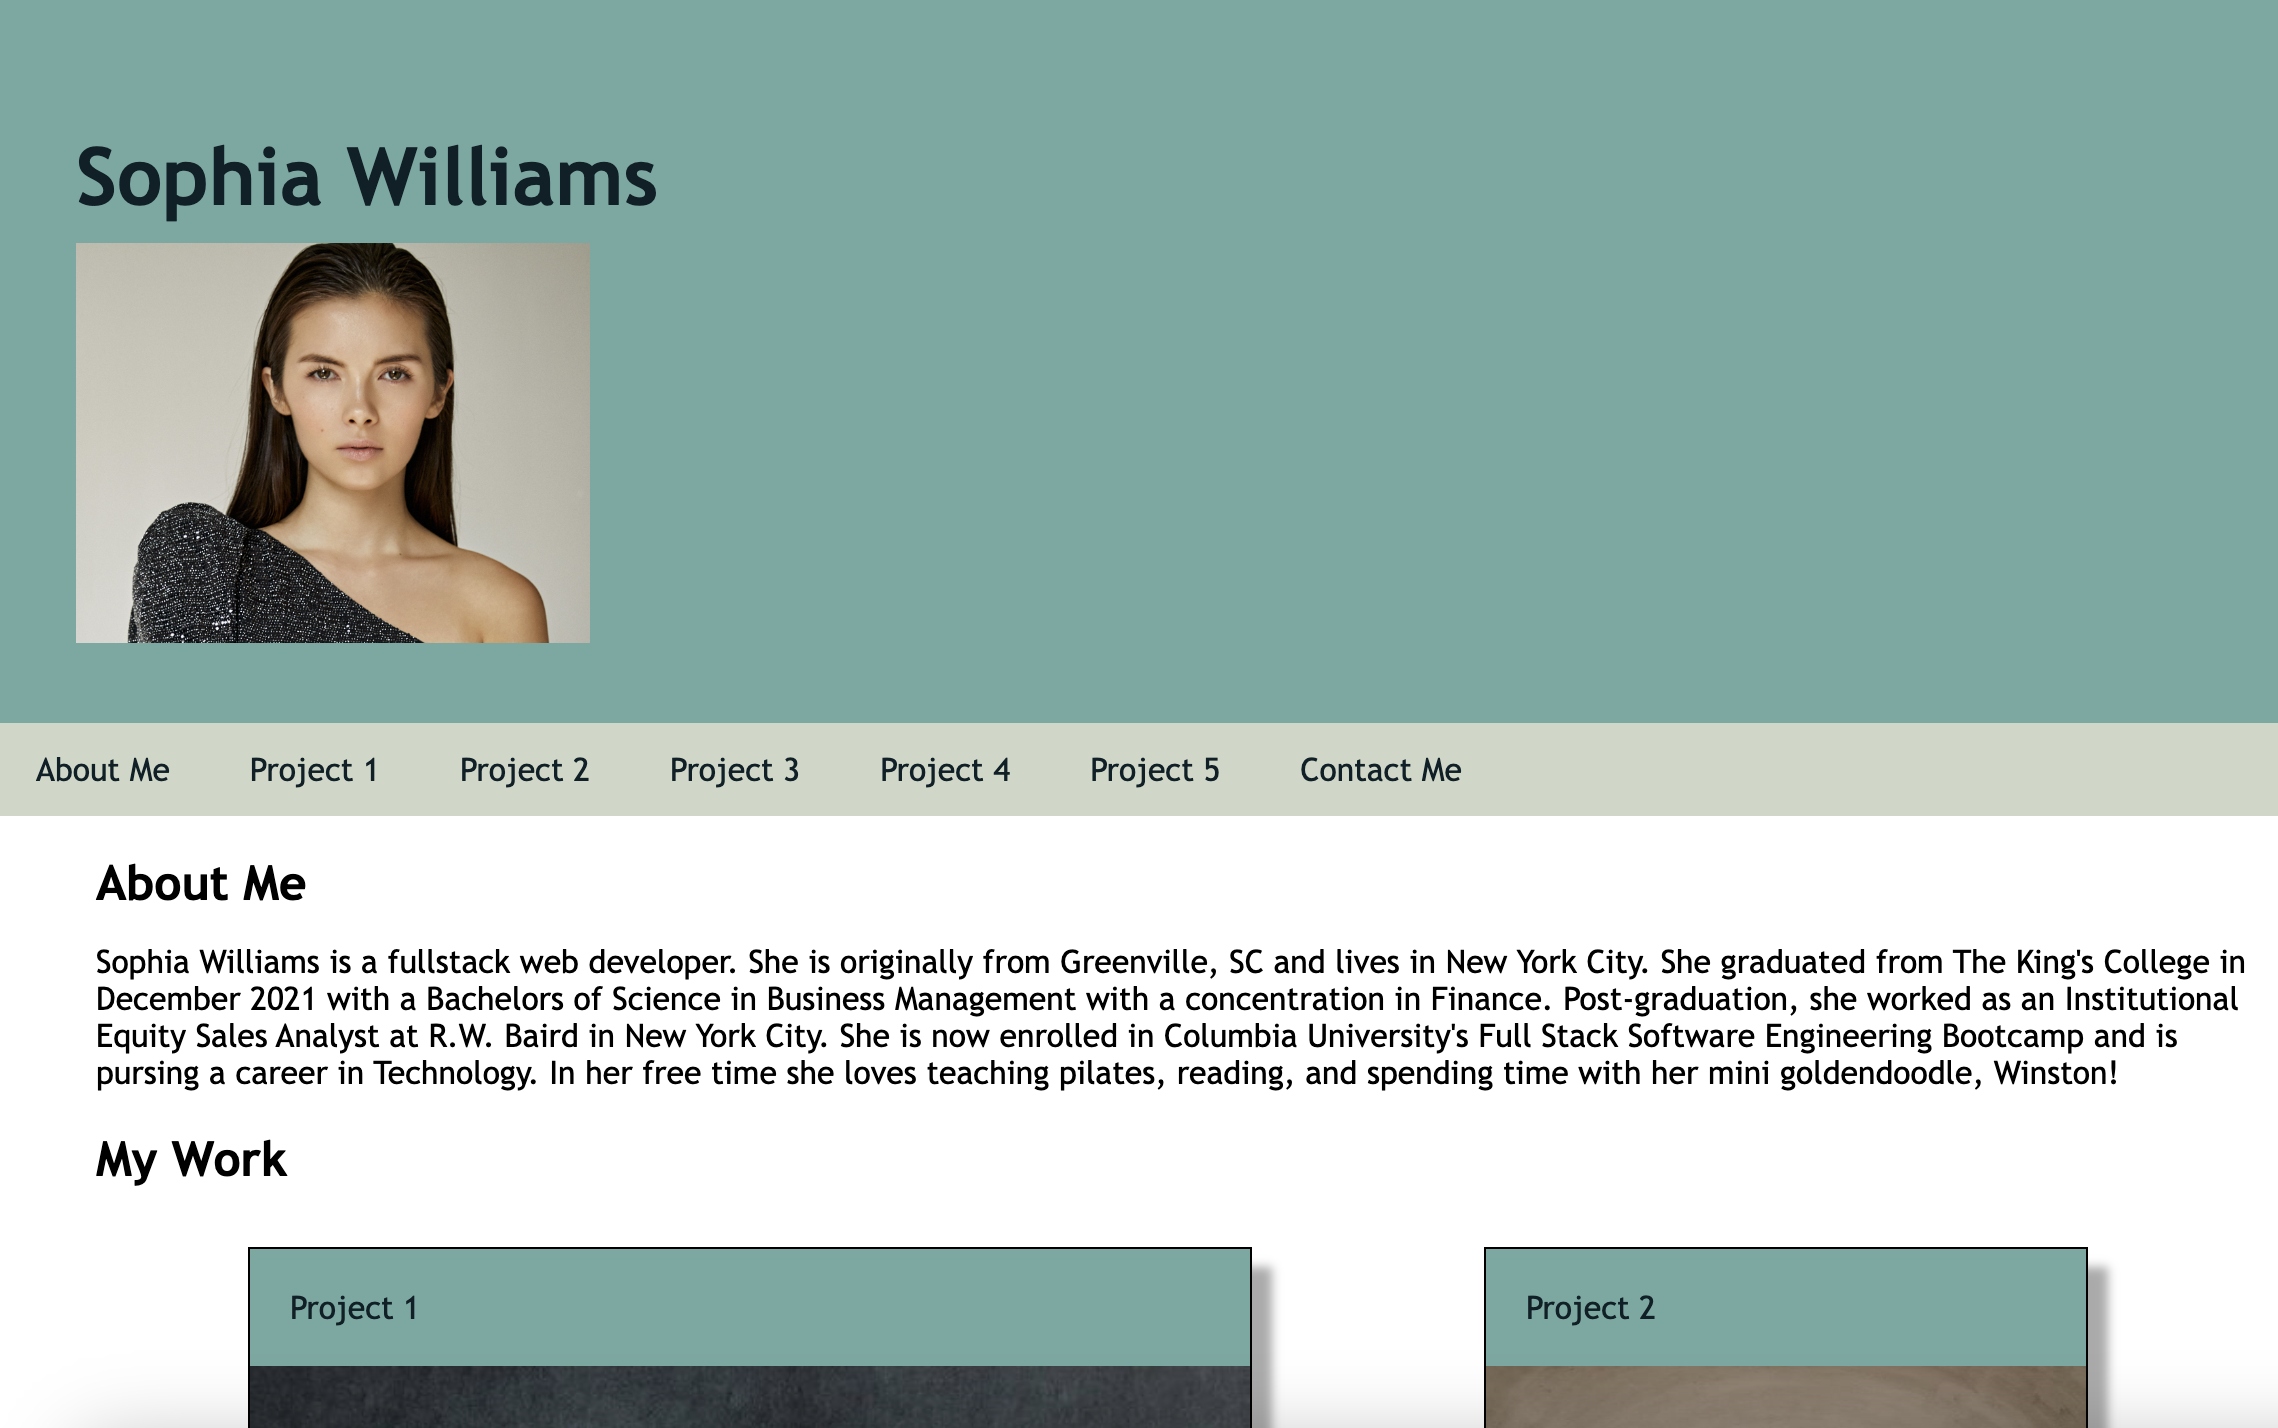 Sophia Williams
About Me Project 1 Project 2 Project 3 Project 4 Project 5 Contact Me
About Me
Sophia Williams is a fullstack web developer. She is originally from Greenville, SC and lives in New York City. She graduated from The King's College in
December 2021 with a Bachelors of Science in Business Management with a concentration in Finance. Post-graduation, she worked as an Institutional
Equity Sales Analyst at R.W. Baird in New York City. She is now enrolled in Columbia University's Full Stack Software Engineering Bootcamp and is
pursing a career in Technology. In her free time she loves teaching pilates, reading, and spending time with her mini goldendoodle, Winston!
My Work
Project 1
Project 2